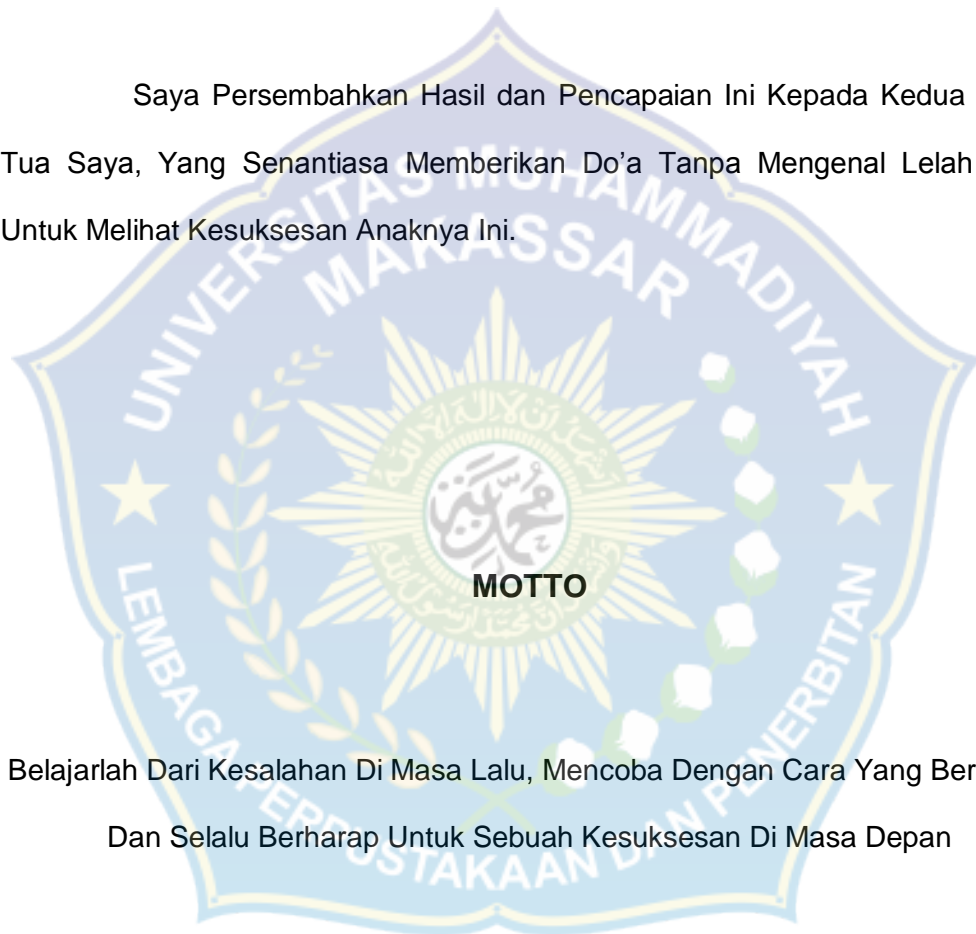 Saya Persembahkan Hasil dan Pencapaian Ini Kepada Kedua
Tua Saya, Yang Senantiasa Memberikan Do’a Tanpa Mengenal Lelah
Untuk Melihat Kesuksesan Anaknya Ini.
UNIVERSITAS MUHAMMADIYAH
MAKASSAR
MOTTO
Belajarlah Dari Kesalahan Di Masa Lalu, Mencoba Dengan Cara Yang Ber
Dan Selalu Berharap Untuk Sebuah Kesuksesan Di Masa Depan
LEMBAGA PERPUSTAKAAN DAN PENERBITAN